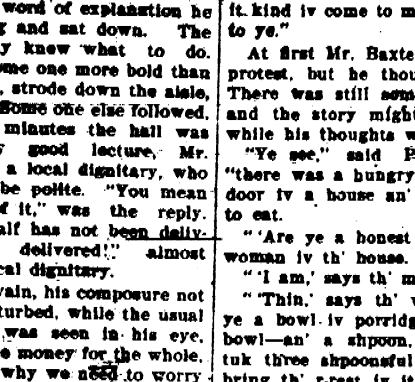 word of explanation he
and sat down. The
knew what to do.
one more bold than
, strode down the aisle,
Some one else followed,
minutes the hall was
good lecture, Mr.
a local dignitary, who
be polite. "You mean
it," was the reply.
half has not been deliv-
delivered!" almost
dignitary.
his composure not
while the usual
was seen in his eye.
money for the whole.
why we need to worry
it kind iv come to m
to ye."
At first Mr. Baxte
protest, but he thou
There was still som
and the story migh
while his thoughts w
"Ye see," said P
"there was a hungry
door iv a house an'
to eat.
" 'Are ye a honest
woman iv th' house.
" 'I am,' says th' m
" 'Thin,' says th'
ye a bowl iv porridg
bowl—an' a shpoon.
tuk three shpoonsful
bring th' r-rest iv it